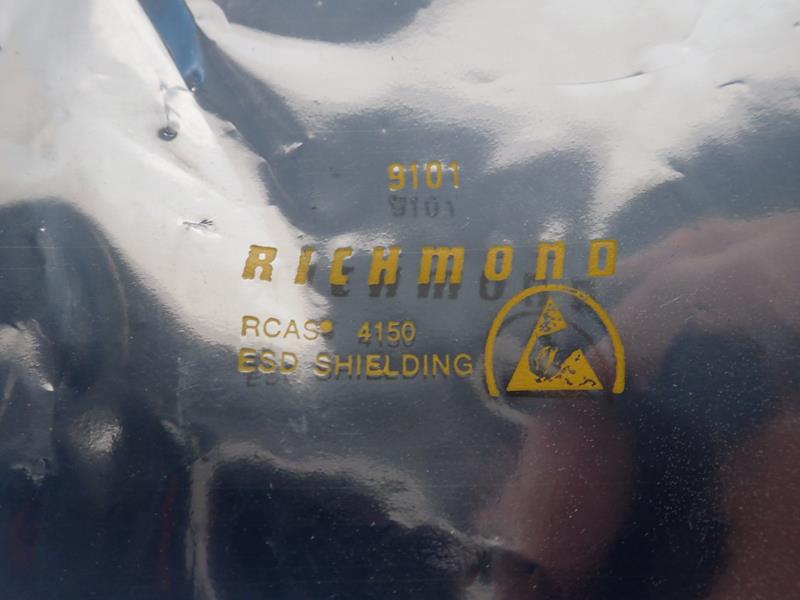 9101
RICHMOND
RCAS® 4150
ESD SHIELDING